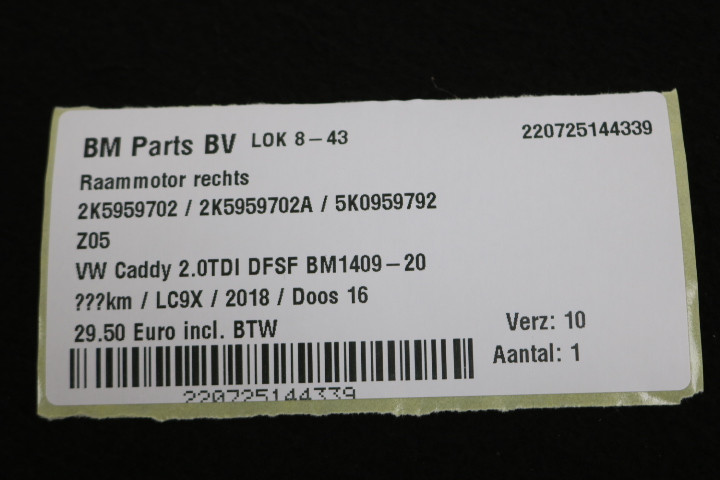 BM Parts BV LOK 8-43 220725144339
Raammotor rechts
2K5959702 / 2K5959702A / 5K0959792
Z05
VW Caddy 2.0TDI DFSF BM1409-20
???km / LC9X / 2018 / Doos 16
29.50 Euro incl. BTW Verz: 10
Aantal: 1
220725144339